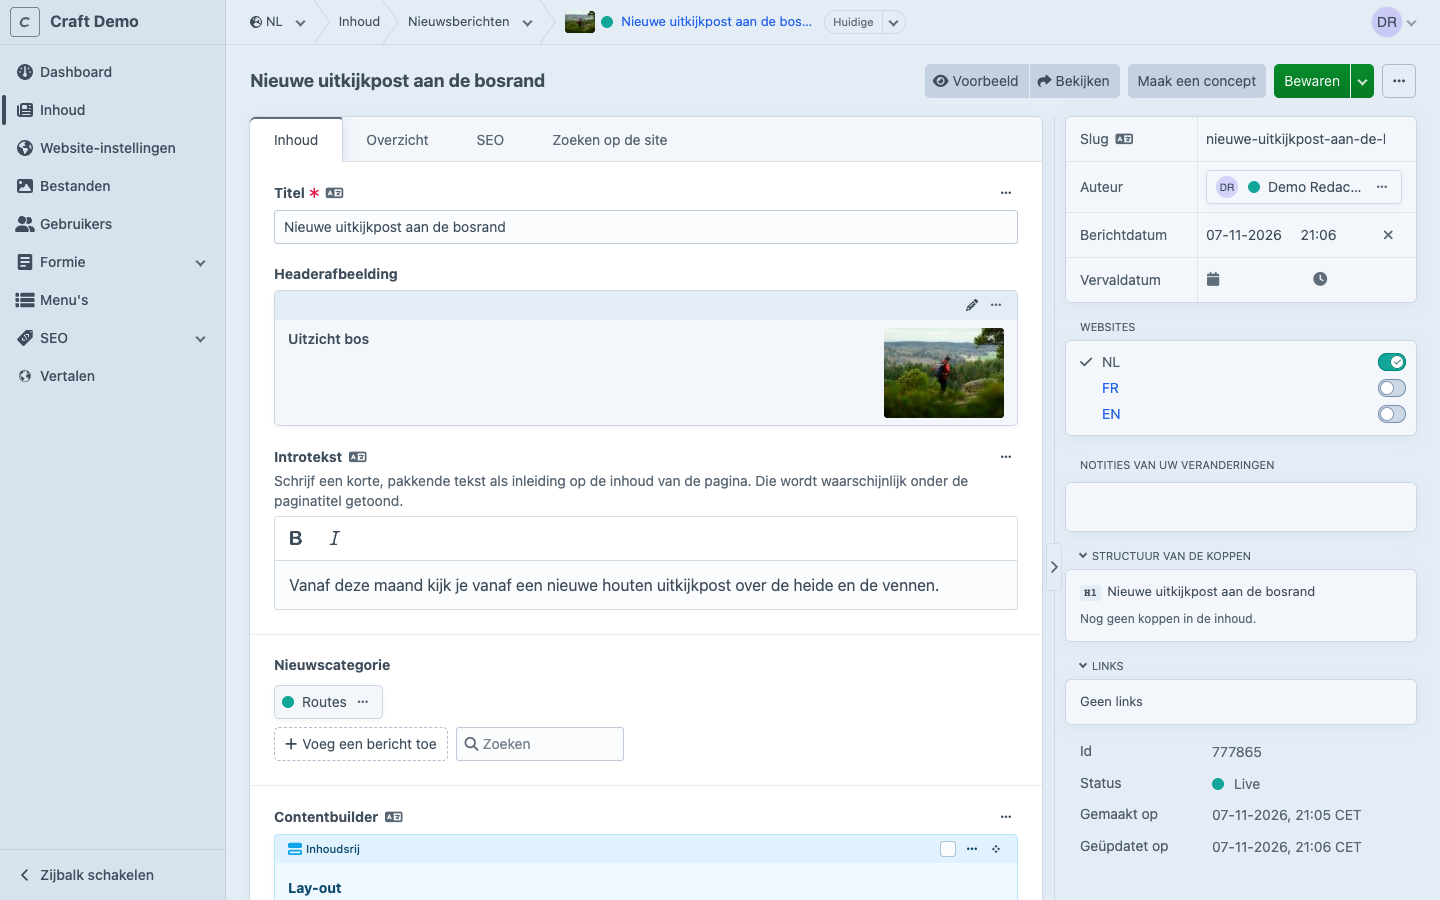 C Craft Demo
Dashboard
Inhoud
Website-instellingen
Bestanden
Gebruikers
Formie
Menu's
SEO
Vertalen
Zijbalk schakelen
NL
Inhoud
Nieuwsberichten
Nieuwe uitkijkpost aan de bos...
Huidige
DR
Nieuwe uitkijkpost aan de bosrand
Voorbeeld
Bekijken
Maak een concept
Bewaren
Inhoud
Overzicht
SEO
Zoeken op de site
Titel *
Nieuwe uitkijkpost aan de bosrand
Headerafbeelding
Uitzicht bos
Introtekst
Schrijf een korte, pakkende tekst als inleiding op de inhoud van de pagina. Die wordt waarschijnlijk onder de
paginatitel getoond.
B I
Vanaf deze maand kijk je vanaf een nieuwe houten uitkijkpost over de heide en de vennen.
Nieuwscategorie
Routes
Voeg een bericht toe
Zoeken
Contentbuilder
Inhoudsrij
Lay-out
Slug
nieuwe-uitkijkpost-aan-de-l
Auteur
DR Demo Redac...
Berichtdatum
07-11-2026 21:06
Vervaldatum
WEBSITES
NL
FR
EN
NOTITIES VAN UW VERANDERINGEN
STRUCTUUR VAN DE KOPPEN
H1 Nieuwe uitkijkpost aan de bosrand
Nog geen koppen in de inhoud.
LINKS
Geen links
Id 777865
Status Live
Gemaakt op 07-11-2026, 21:05 CET
Geüpdatet op 07-11-2026, 21:06 CET